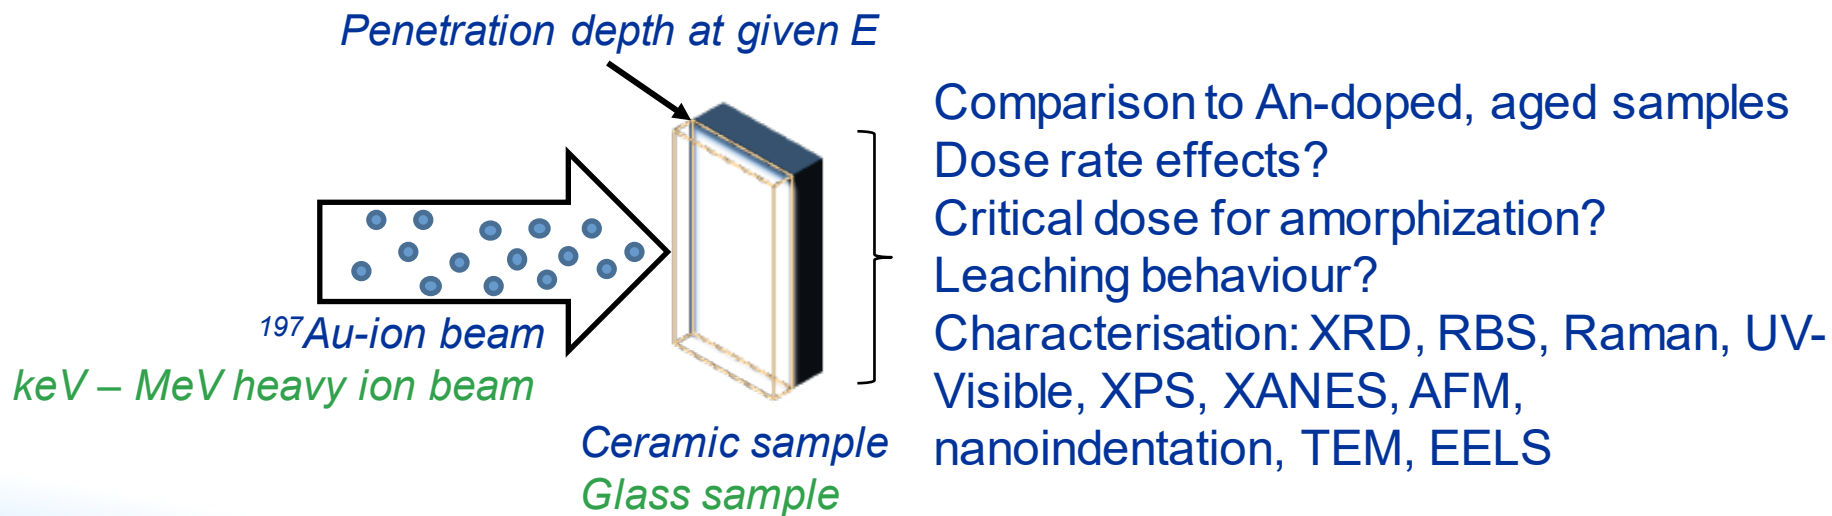 Penetration depth at given E
Comparison to An-doped, aged samples
Dose rate effects?
Critical dose for amorphization?
Leaching behaviour?
Characterisation: XRD, RBS, Raman, UV-
Visible, XPS, XANES, AFM,
nanoindentation, TEM, EELS
197Au-ion beam
keV – MeV heavy ion beam
Ceramic sample
Glass sample